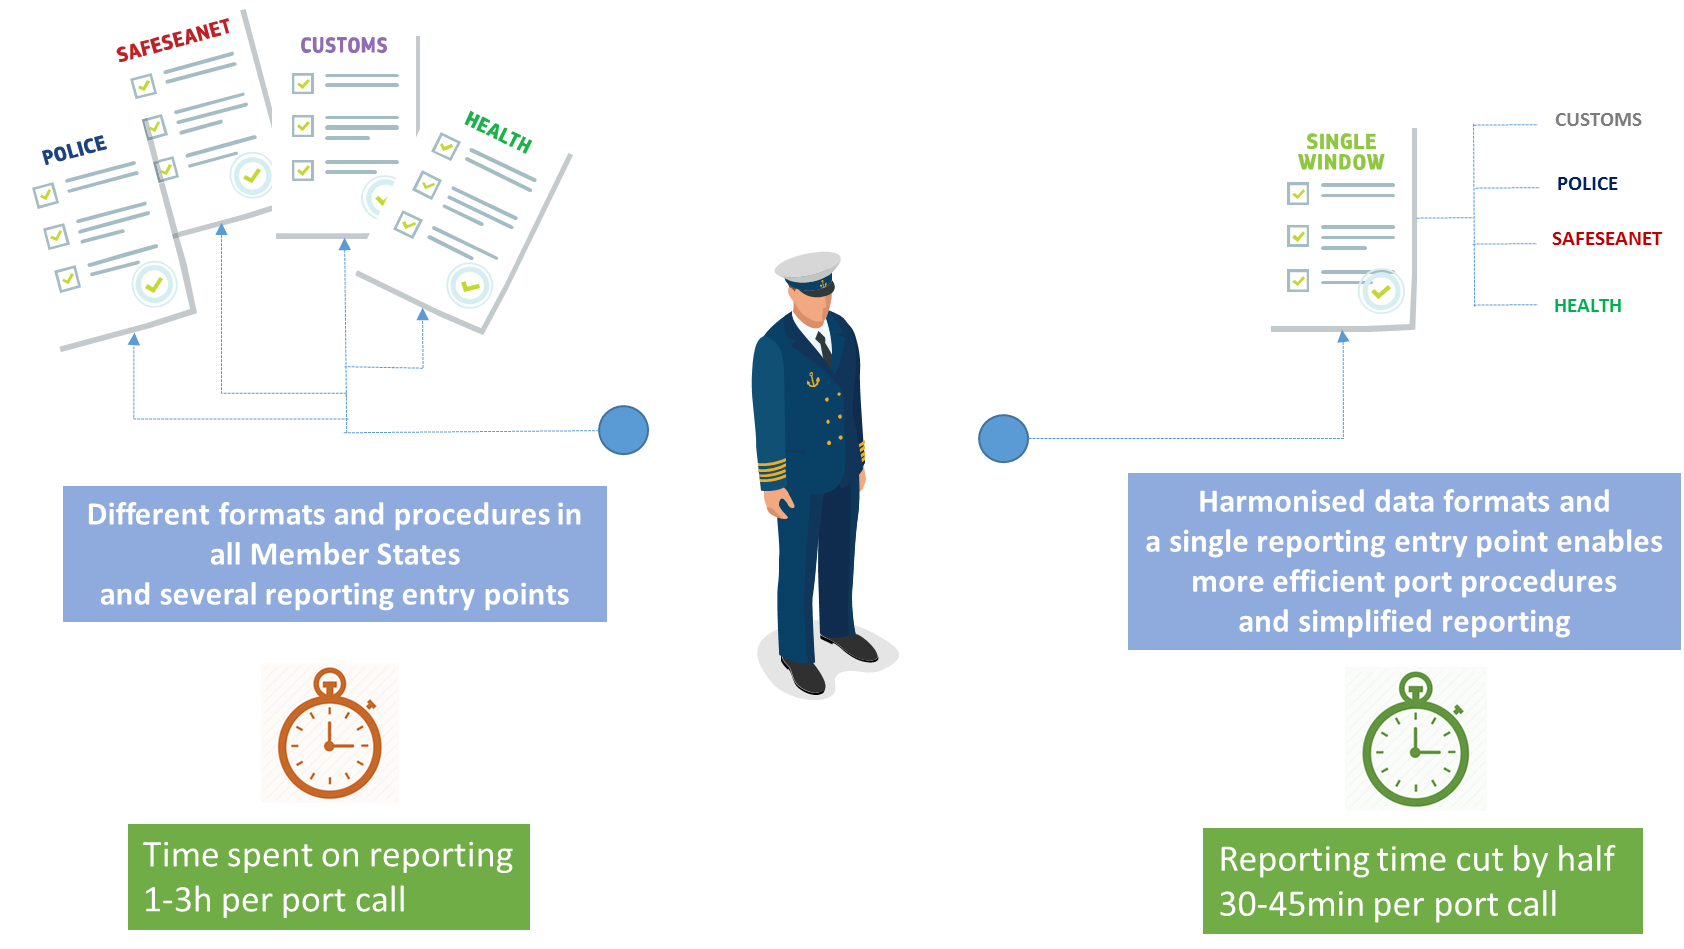 SAFESEANET
CUSTOMS
HEALTH
POLICE
Different formats and procedures in
all Member States
and several reporting entry points
Time spent on reporting
1-3h per port call
SINGLE
WINDOW
CUSTOMS
POLICE
SAFESEANET
HEALTH
Harmonised data formats and
a single reporting entry point enables
more efficient port procedures
and simplified reporting
Reporting time cut by half
30-45min per port call